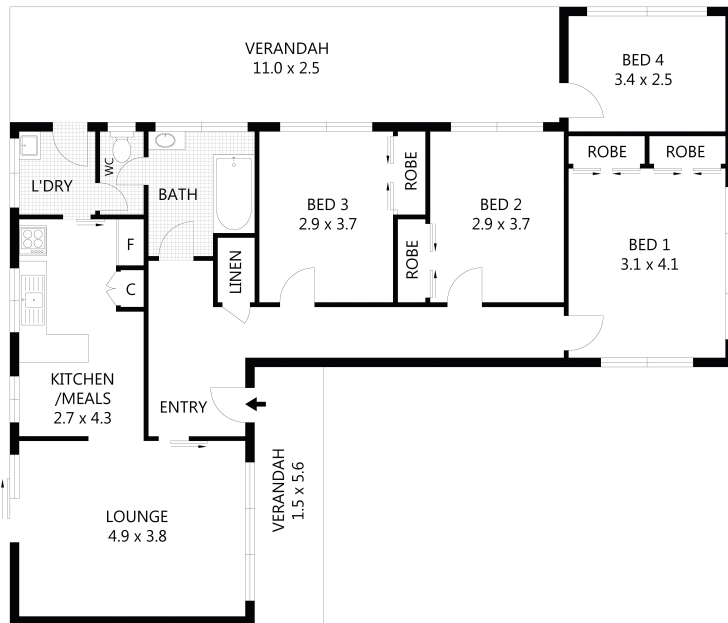 VERANDAH
11.0 x 2.5
BED 4
3.4 x 2.5
L'DRY
WC
BATH
BED 3
2.9 x 3.7
ROBE
BED 2
2.9 x 3.7
ROBE
ROBE
ROBE
BED 1
3.1 x 4.1
F
C
LINEN
KITCHEN
/MEALS
2.7 x 4.3
ENTRY
VERANDAH
1.5 x 5.6
LOUNGE
4.9 x 3.8